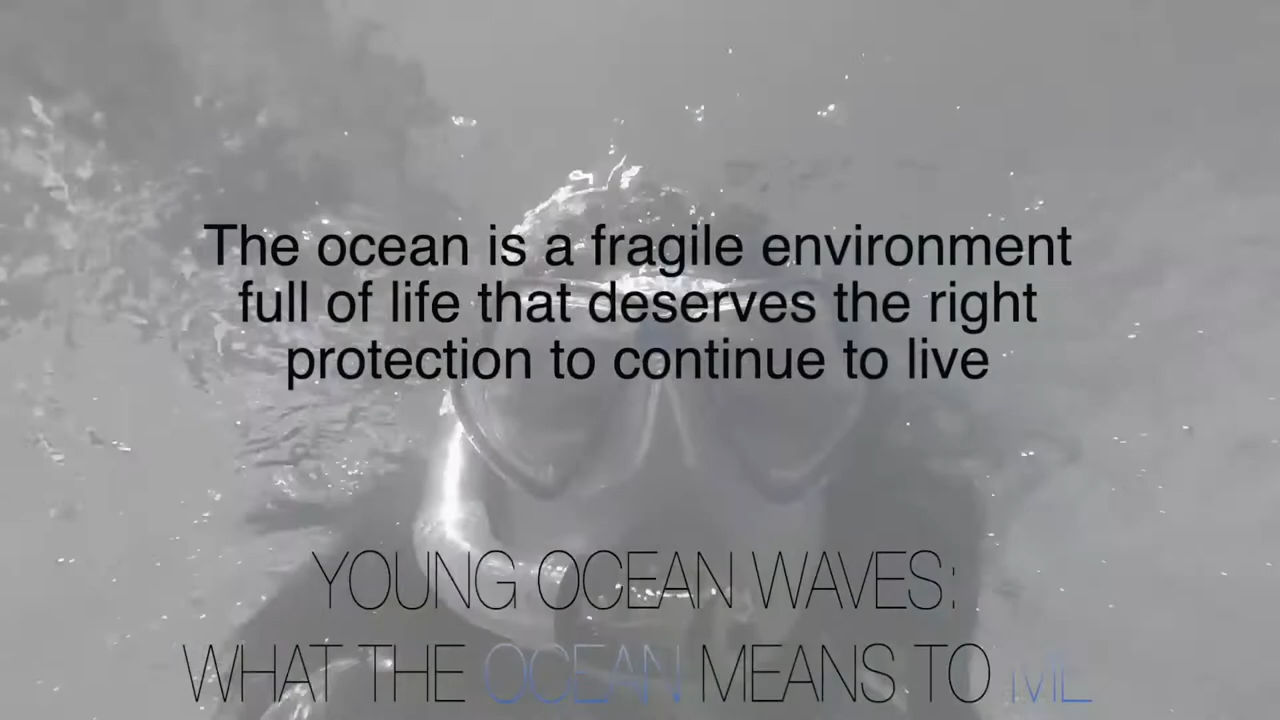 The ocean is a fragile environment
full of life that deserves the right
protection to continue to live
YOUNG OCEAN WAVES:
WHAT THE OCEAN MEANS TO ME